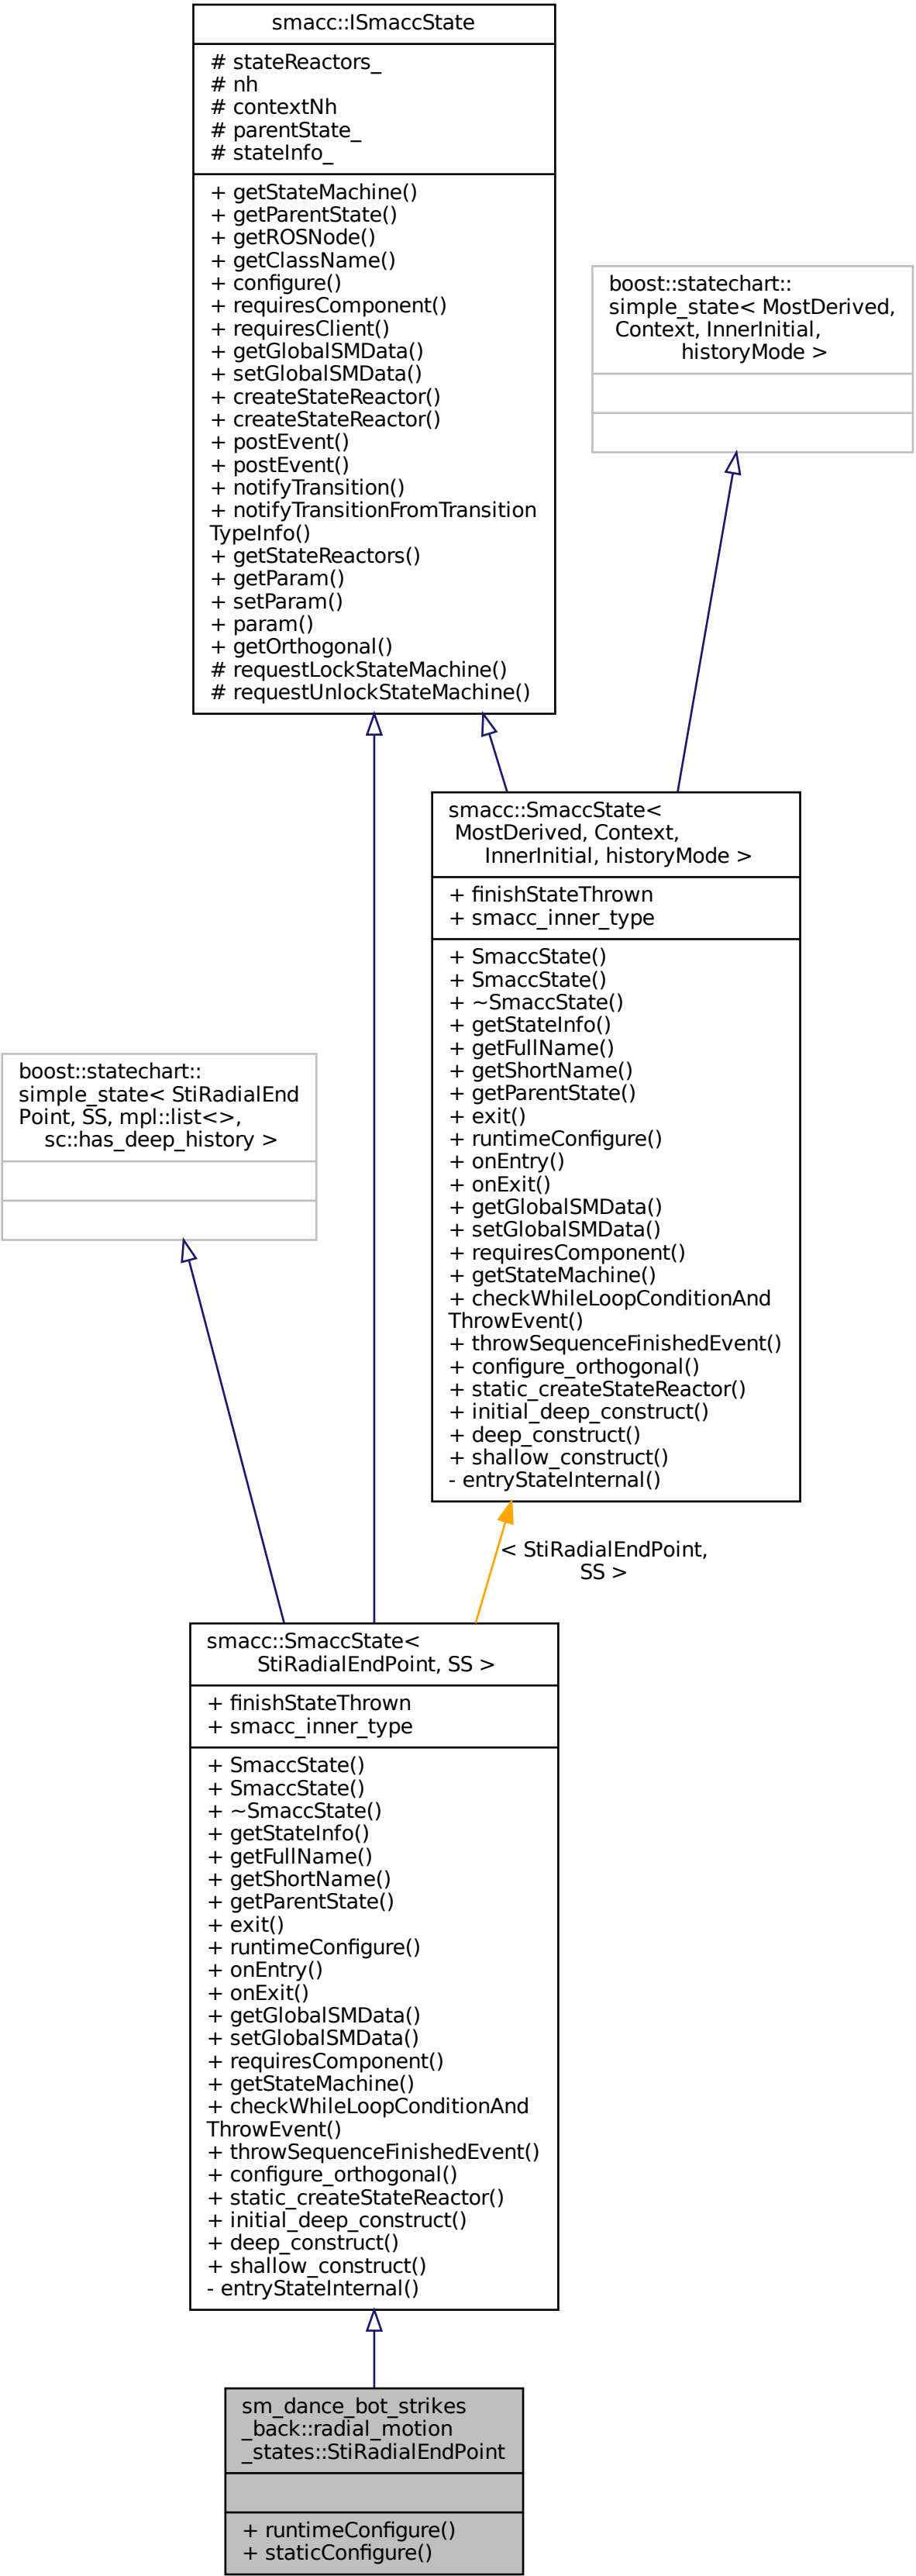 smacc::ISmaccState
# stateReactors_
# nh
# contextNh
# parentState_
# stateInfo_
+ getStateMachine()
+ getParentState()
+ getROSNode()
+ getClassName()
+ configure()
+ requiresComponent()
+ requiresClient()
+ getGlobalSMData()
+ setGlobalSMData()
+ createStateReactor()
+ createStateReactor()
+ postEvent()
+ postEvent()
+ notifyTransition()
+ notifyTransitionFromTransition
TypeInfo()
+ getStateReactors()
+ getParam()
+ setParam()
+ param()
+ getOrthogonal()
# requestLockStateMachine()
# requestUnlockStateMachine()
boost::statechart::
simple_state< MostDerived,
Context, InnerInitial,
historyMode >
smacc::SmaccState<
MostDerived, Context,
InnerInitial, historyMode >
+ finishStateThrown
+ smacc_inner_type
+ SmaccState()
+ SmaccState()
+ ~SmaccState()
+ getStateInfo()
+ getFullName()
+ getShortName()
+ getParentState()
+ exit()
+ runtimeConfigure()
+ onEntry()
+ onExit()
+ getGlobalSMData()
+ setGlobalSMData()
+ requiresComponent()
+ getStateMachine()
+ checkWhileLoopConditionAnd
ThrowEvent()
+ throwSequenceFinishedEvent()
+ configure_orthogonal()
+ static_createStateReactor()
+ initial_deep_construct()
+ deep_construct()
+ shallow_construct()
- entryStateInternal()
boost::statechart::
simple_state< StiRadialEnd
Point, SS, mpl::list<>,
sc::has_deep_history >
< StiRadialEndPoint,
SS >
smacc::SmaccState<
StiRadialEndPoint, SS >
+ finishStateThrown
+ smacc_inner_type
+ SmaccState()
+ SmaccState()
+ ~SmaccState()
+ getStateInfo()
+ getFullName()
+ getShortName()
+ getParentState()
+ exit()
+ runtimeConfigure()
+ onEntry()
+ onExit()
+ getGlobalSMData()
+ setGlobalSMData()
+ requiresComponent()
+ getStateMachine()
+ checkWhileLoopConditionAnd
ThrowEvent()
+ throwSequenceFinishedEvent()
+ configure_orthogonal()
+ static_createStateReactor()
+ initial_deep_construct()
+ deep_construct()
+ shallow_construct()
- entryStateInternal()
sm_dance_bot_strikes
_back::radial_motion
_states::StiRadialEndPoint
+ runtimeConfigure()
+ staticConfigure()